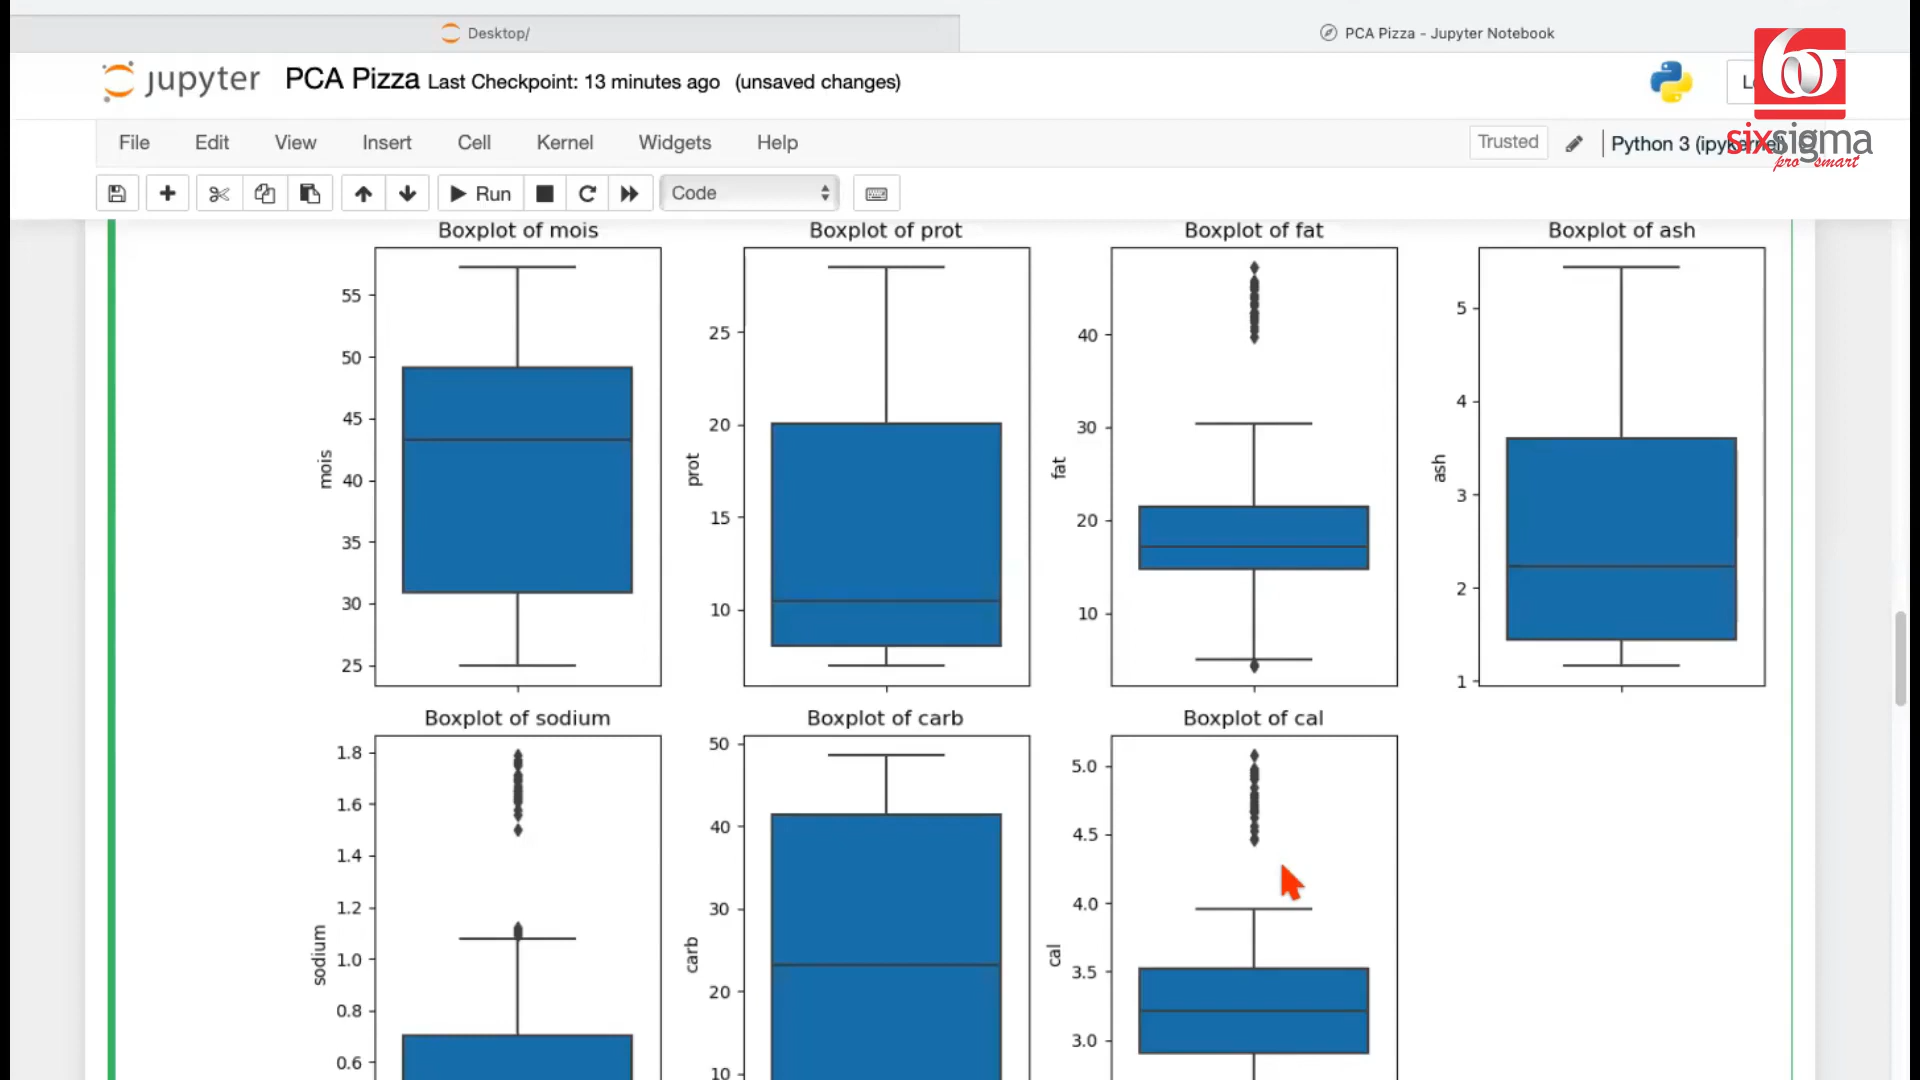 Desktop/
PCA Pizza - Jupyter Notebook
jupyter PCA Pizza Last Checkpoint: 13 minutes ago (unsaved changes)
File Edit View Insert Cell Kernel Widgets Help
Trusted
Python 3
sixsigma
pro smart
Run
Code
Boxplot of mois
55
50
45
40
35
30
25
mois
Boxplot of prot
25
20
15
10
prot
Boxplot of fat
40
30
20
10
fat
Boxplot of ash
5
4
3
2
1
ash
Boxplot of sodium
1.8
1.6
1.4
1.2
1.0
0.8
0.6
sodium
Boxplot of carb
50
40
30
20
10
carb
Boxplot of cal
5.0
4.5
4.0
3.5
3.0
cal